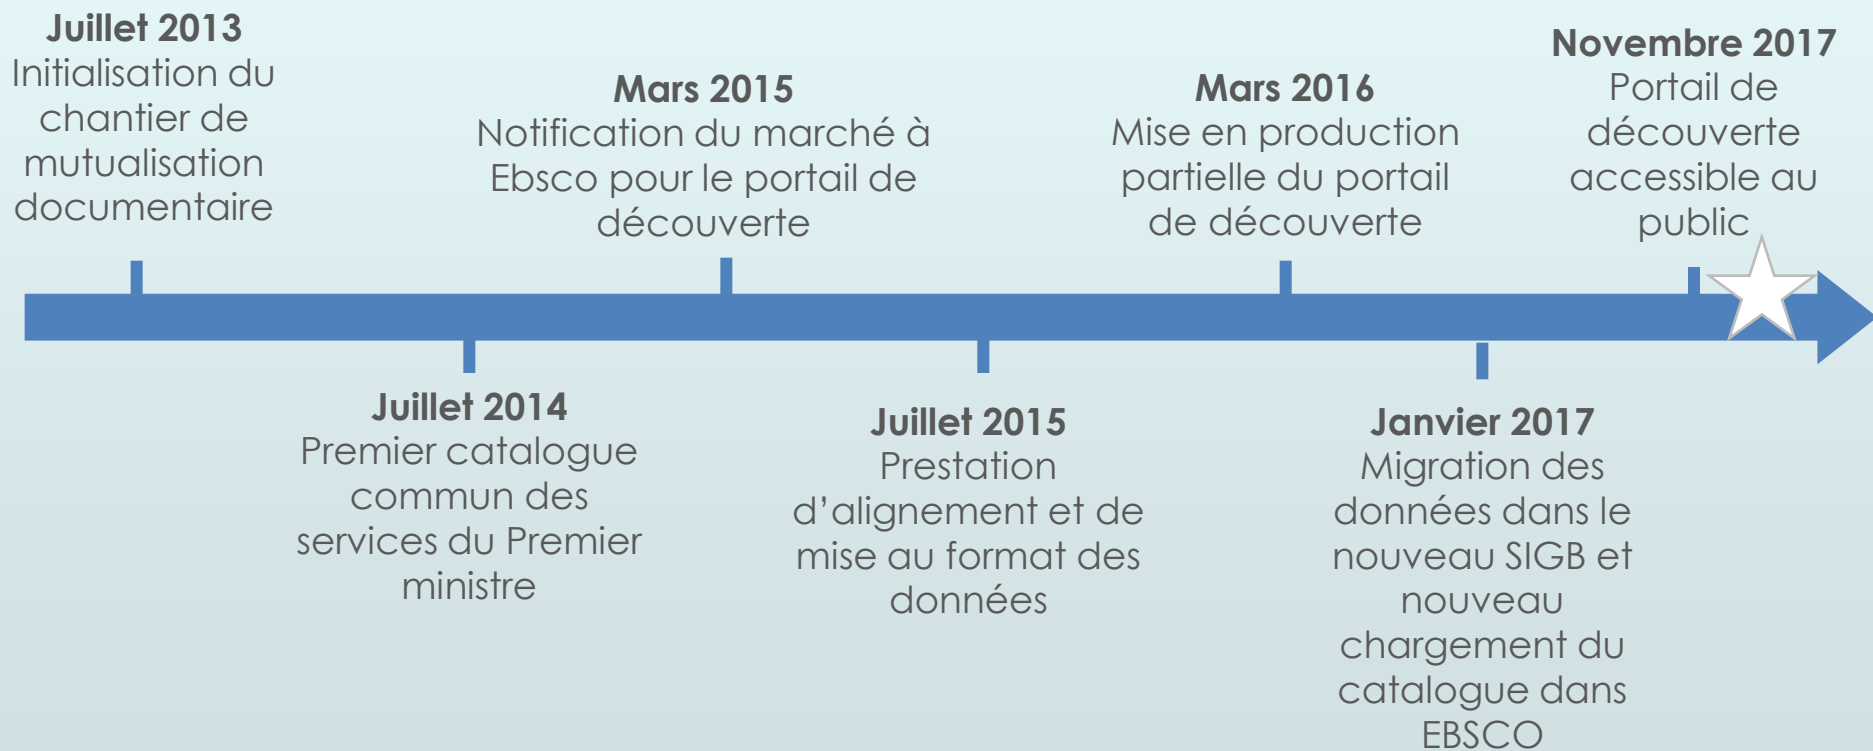 Juillet 2013
Initialisation du
chantier de
mutualisation
documentaire
Mars 2015
Notification du marché à
Ebsco pour le portail de
découverte
Mars 2016
Mise en production
partielle du portail
de découverte
Novembre 2017
Portail de
découverte
accessible au
public
Juillet 2014
Premier catalogue
commun des
services du Premier
ministre
Juillet 2015
Prestation
d’alignement et de
mise au format des
données
Janvier 2017
Migration des
données dans le
nouveau SIGB et
nouveau
chargement du
catalogue dans
EBSCO